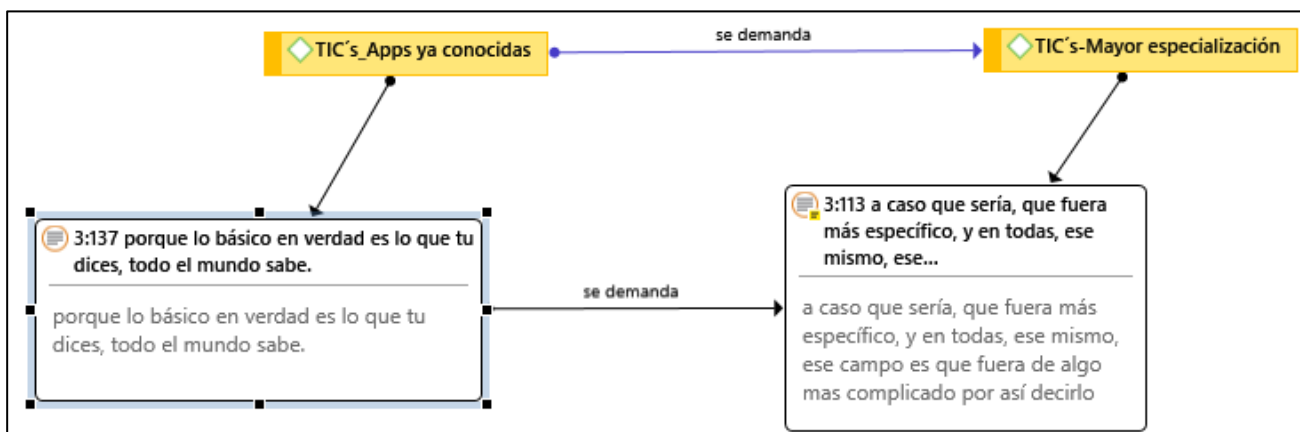 TIC´s_Apps ya conocidas
se demanda
TIC´s-Mayor especialización
3:137 porque lo básico en verdad es lo que tu
dices, todo el mundo sabe.
porque lo básico en verdad es lo que tu
dices, todo el mundo sabe.
se demanda
3:113 a caso que sería, que fuera
más específico, y en todas, ese
mismo, ese...
a caso que sería, que fuera más
específico, y en todas, ese mismo,
ese campo es que fuera de algo
mas complicado por así decirlo